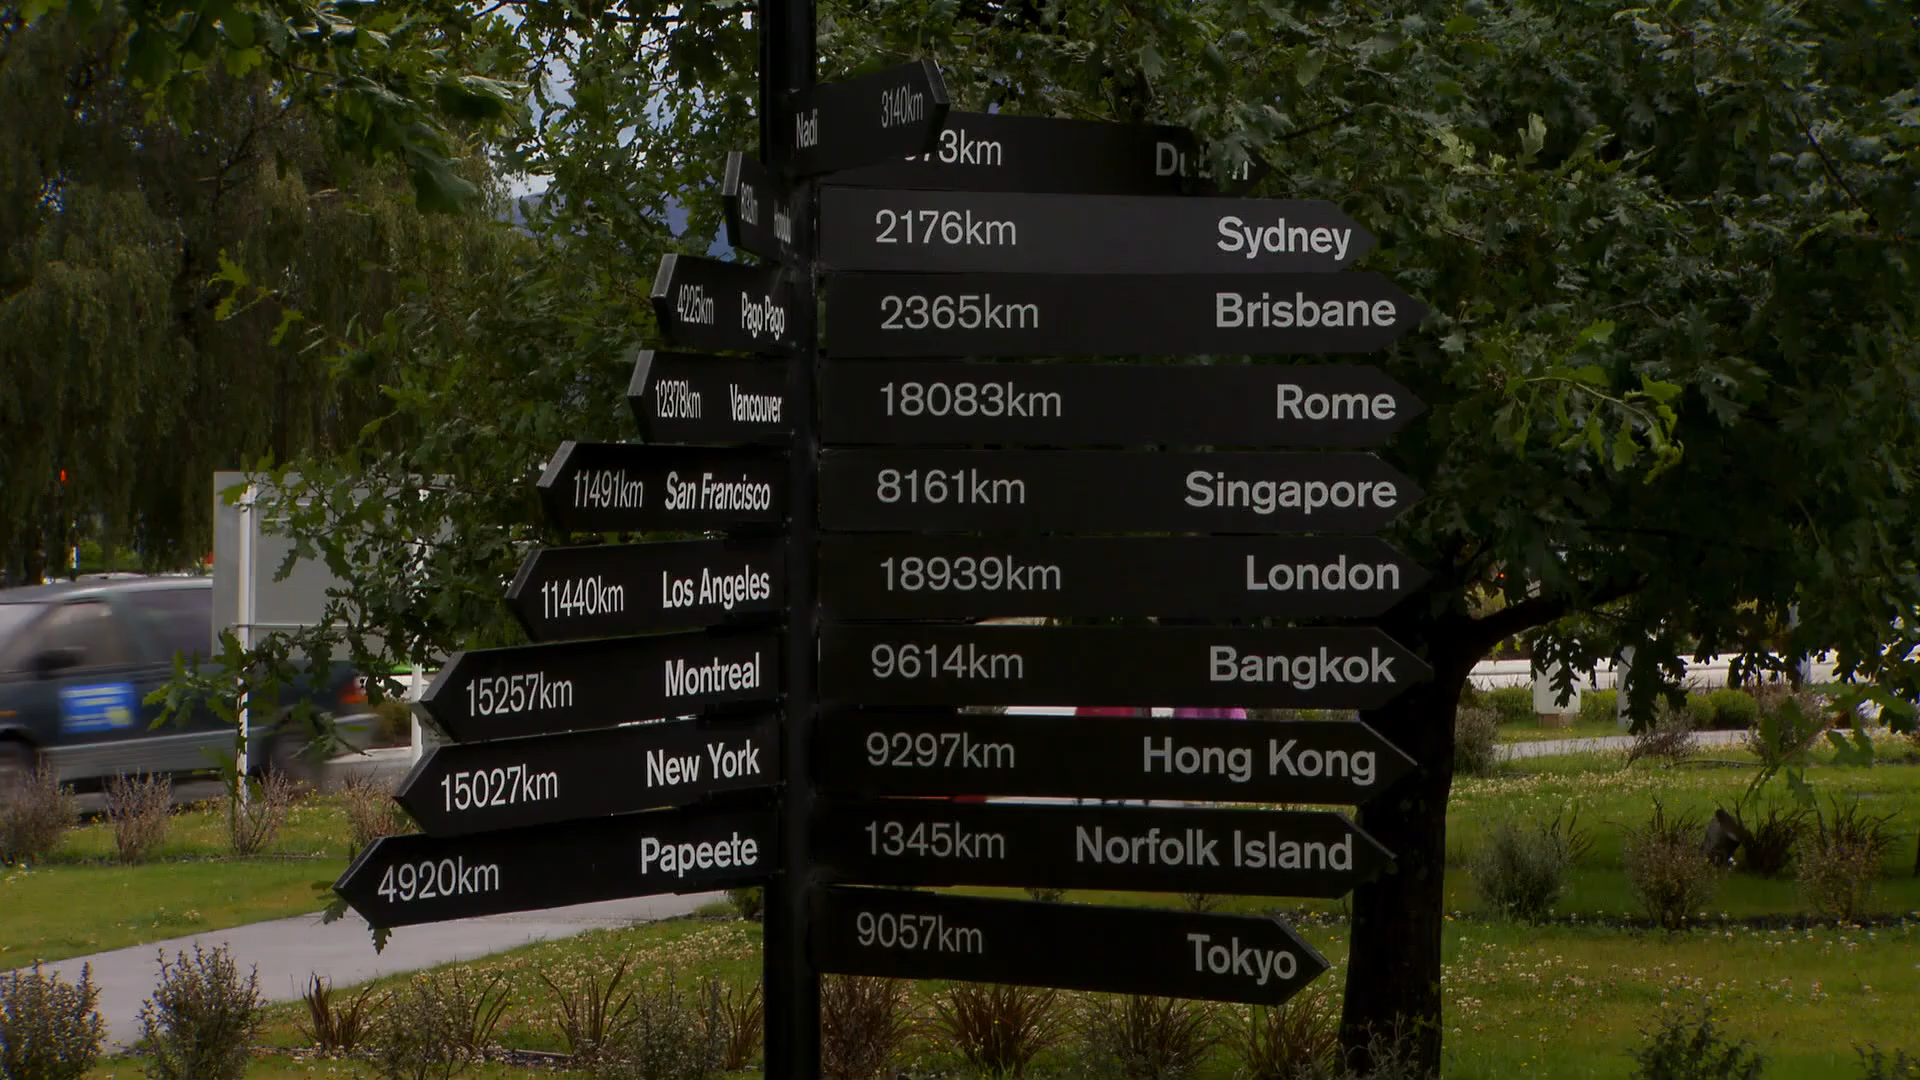 Nadi 3140km
3km
2176km Sydney
2365km Brisbane
18083km Rome
8161km Singapore
18939km London
9614km Bangkok
9297km Hong Kong
1345km Norfolk Island
9057km Tokyo
4225km Pago Pago
12378km Vancouver
11491km San Francisco
11440km Los Angeles
15257km Montreal
15027km New York
4920km Papeete